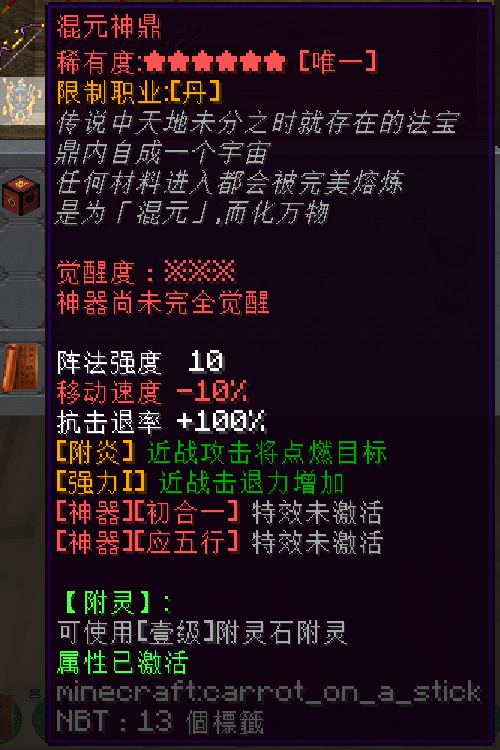 混元神鼎
稀有度:★★★★★★ [唯一]
限制职业:[丹]
传说中天地未分之时就存在的法宝
鼎内自成一个宇宙
任何材料进入都会被完美熔炼
是为「混元」,而化万物
觉醒度：※※※
神器尚未完全觉醒
阵法强度 10
移动速度 -10%
抗击退率 +100%
[附炎] 近战攻击将点燃目标
[强力I] 近战击退力增加
[神器][初合一] 特效未激活
[神器][应五行] 特效未激活
【附灵】:
可使用[壹级]附灵石附灵
属性已激活
minecraft:carrot_on_a_stick
NBT：13 個標籤